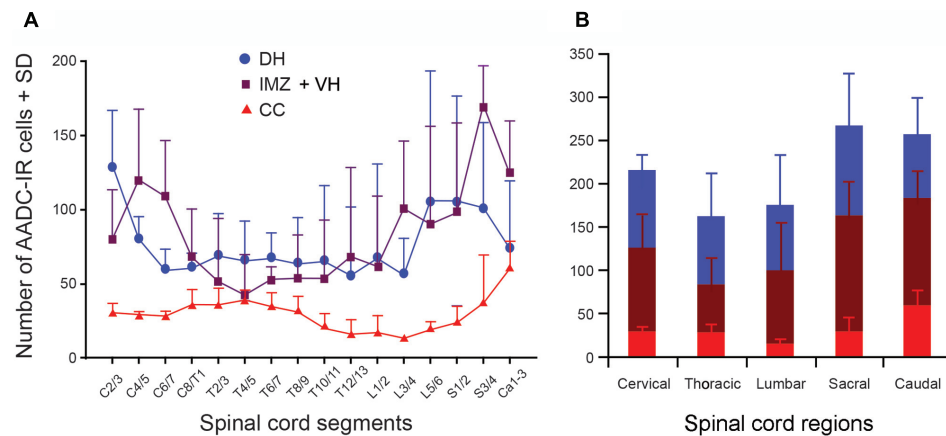 A
Number of AADC-IR cells + SD
200
150
100
50
0
DH
IMZ + VH
CC
C2/3
C4/5
C6/7
C8/T1
T2/3
T4/5
T6/7
T8/9
T10/11
T12/13
L1/2
L3/4
L5/6
S1/2
S3/4
Ca1-3
Spinal cord segments
B
350
300
250
200
150
100
50
0
Cervical
Thoracic
Lumbar
Sacral
Caudal
Spinal cord regions